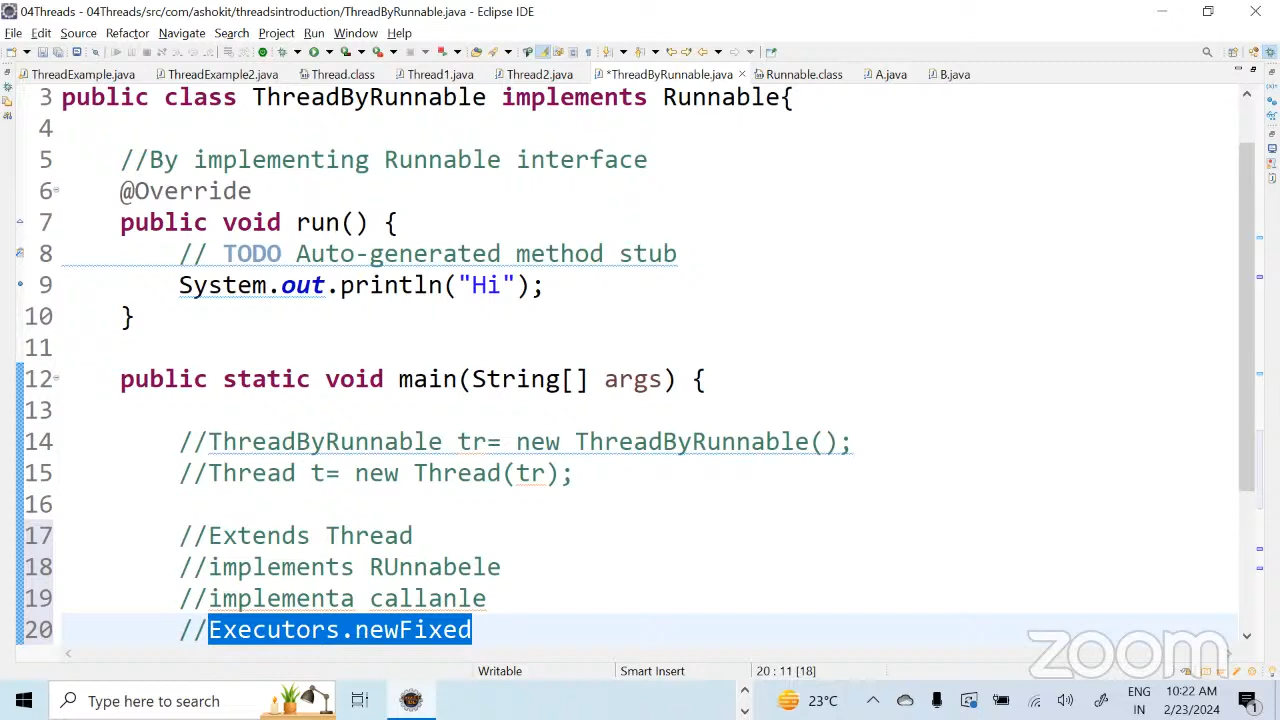 04Threads - 04Threads/src/com/ashokit/threadsintroduction/ThreadByRunnable.java - Eclipse IDE
File Edit Source Refactor Navigate Search Project Run Window Help
ThreadExample.java ThreadExample2.java Thread.class Thread1.java Thread2.java *ThreadByRunnable.java Runnable.class A.java B.java
3 public class ThreadByRunnable implements Runnable{
4
5 //By implementing Runnable interface
6 @Override
7 public void run() {
8 // TODO Auto-generated method stub
9 System.out.println("Hi");
10 }
11
12 public static void main(String[] args) {
13
14 //ThreadByRunnable tr= new ThreadByRunnable();
15 //Thread t= new Thread(tr);
16
17 //Extends Thread
18 //implements RUnnabele
19 //implementa callanle
20 //Executors.newFixed
zoom
Writable Smart Insert 20 : 11 [18]
Type here to search 23°C ENG 10:22 AM
IN 2/23/2024 1